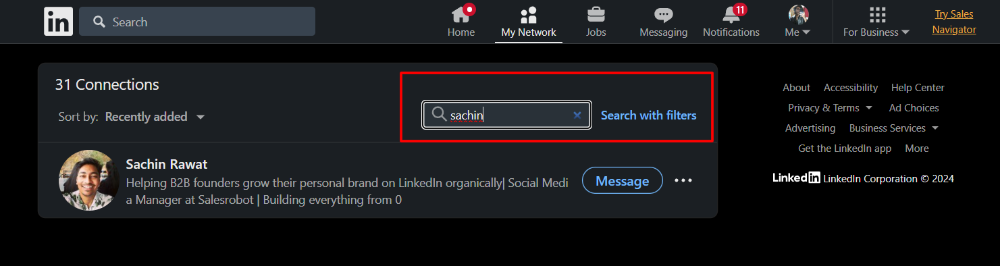 in
Search
Home
My Network
Jobs
Messaging
11
Notifications
Me
For Business
Try Sales
Navigator
31 Connections
Sort by: Recently added
sachin
Search with filters
Sachin Rawat
Helping B2B founders grow their personal brand on LinkedIn organically| Social Medi
a Manager at Salesrobot | Building everything from 0
Message
About Accessibility Help Center
Privacy & Terms Ad Choices
Advertising Business Services
Get the LinkedIn app More
Linkedin LinkedIn Corporation © 2024